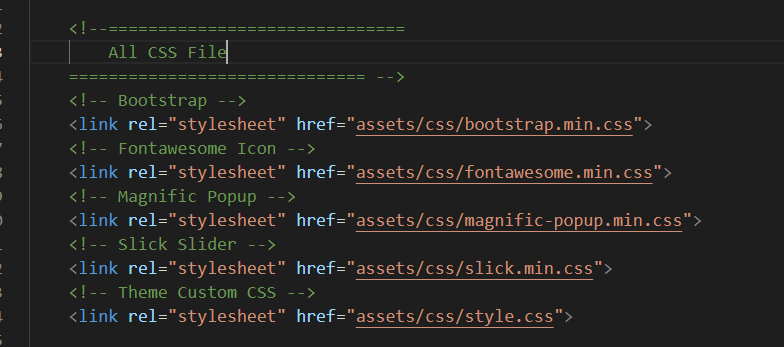 <!--==============================
All CSS File
============================== -->
<!-- Bootstrap -->
<link rel="stylesheet" href="assets/css/bootstrap.min.css">
<!-- Fontawesome Icon -->
<link rel="stylesheet" href="assets/css/fontawesome.min.css">
<!-- Magnific Popup -->
<link rel="stylesheet" href="assets/css/magnific-popup.min.css">
<!-- Slick Slider -->
<link rel="stylesheet" href="assets/css/slick.min.css">
<!-- Theme Custom CSS -->
<link rel="stylesheet" href="assets/css/style.css">